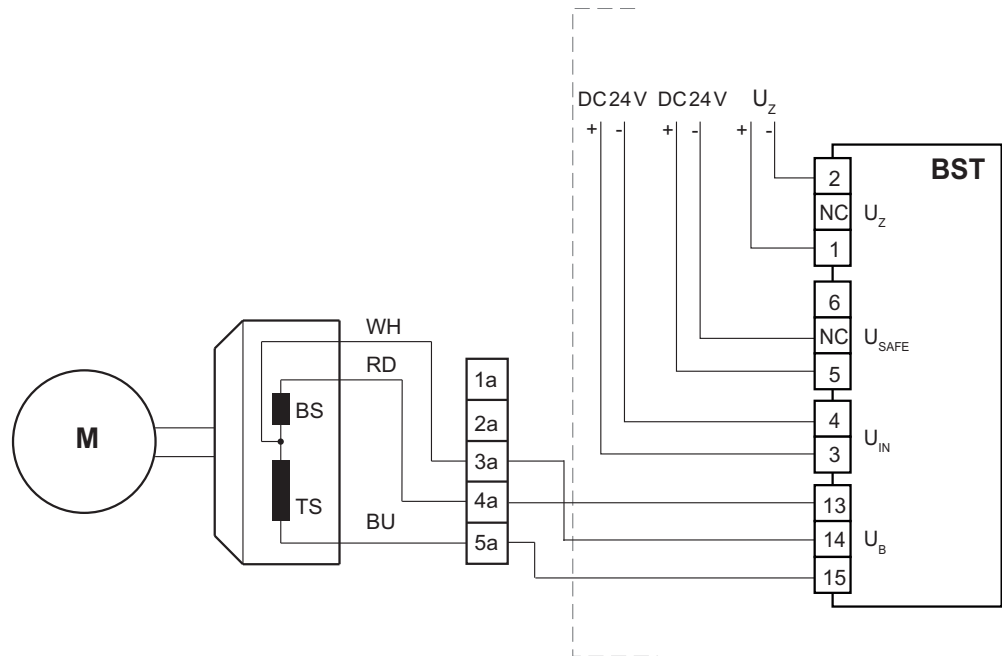 DC24V DC24V U_Z
+ - + - + -
BST
2
NC U_Z
1
6
NC U_SAFE
5
4
3 U_IN
13
14 U_B
15
WH
RD
BS
TS
BU
M
1a
2a
3a
4a
5a